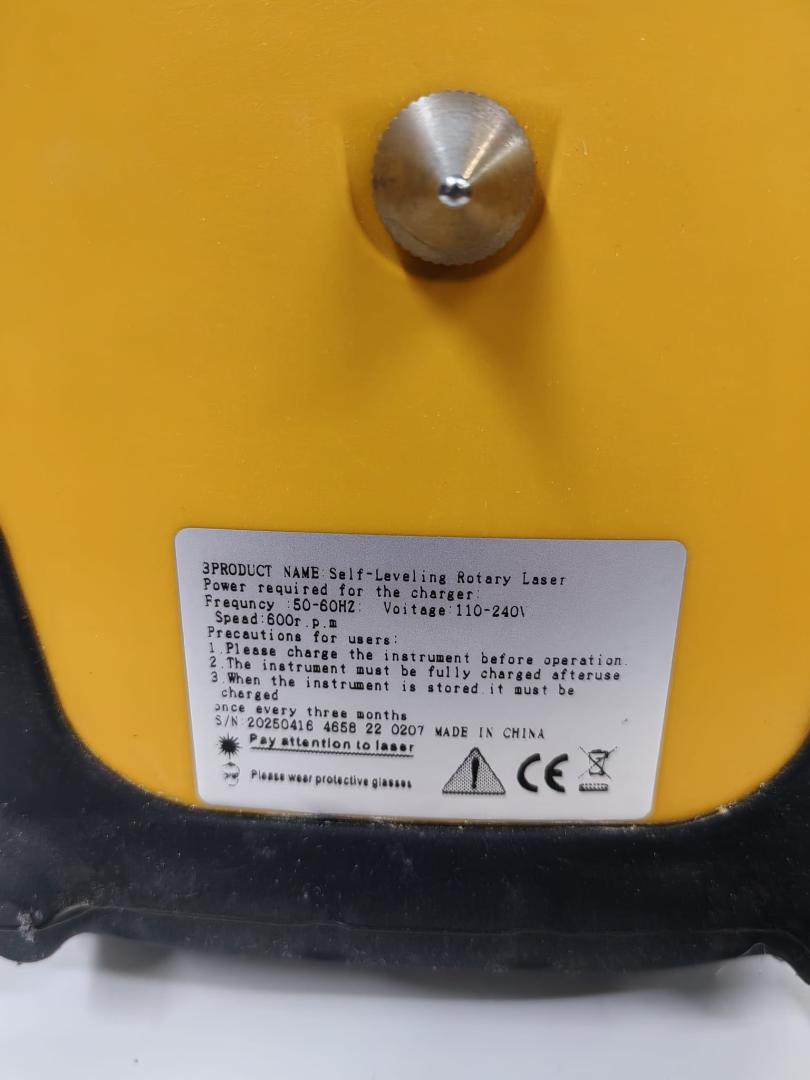 3PRODUCT NAME:Self-Leveling Rotary Laser
Power required for the charger:
Frequncy :50-60HZ: Voitage:110-240\
Spead:600r.p.m
Precautions for users:
1.Please charge the instrument before operation.
2.The instrument must be fully charged afteruse
3.When the instrument is stored.it must be
charged
once every three months
S/N:20250416 4658 22 0207 MADE IN CHINA
Pay attention to laser
Please wear protective glasses
CE